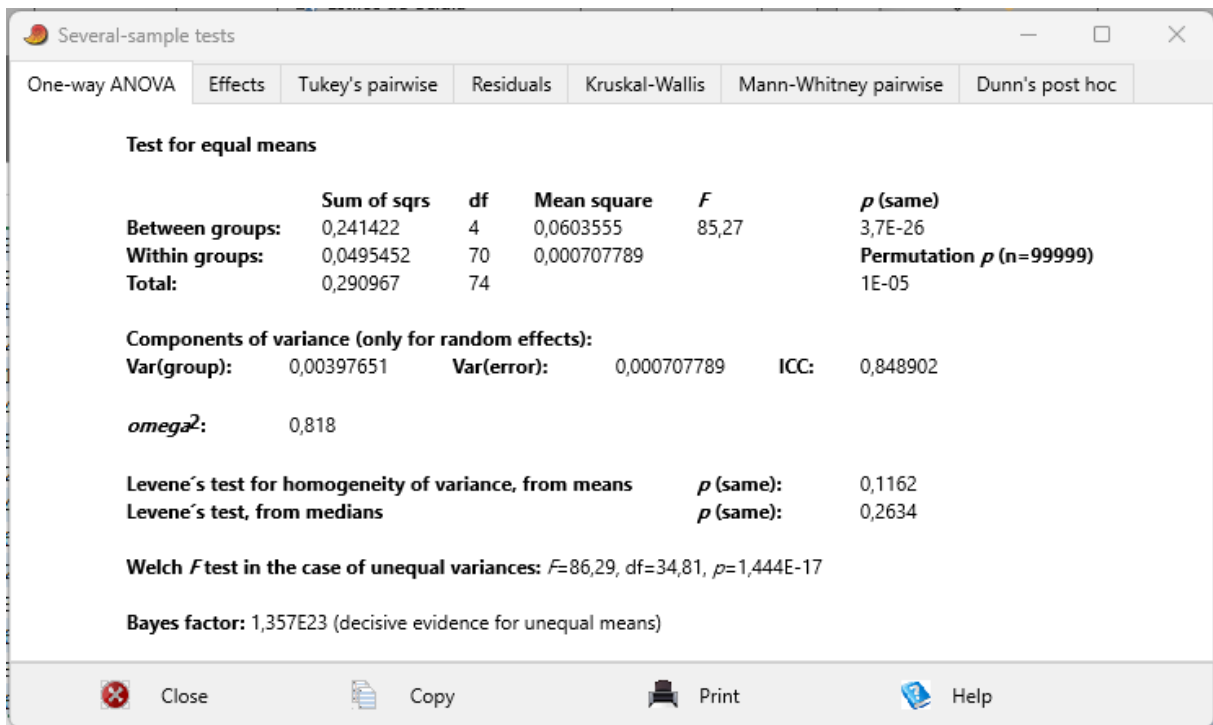 Several-sample tests
One-way ANOVA Effects Tukey's pairwise Residuals Kruskal-Wallis Mann-Whitney pairwise Dunn's post hoc
Test for equal means
Sum of sqrs df Mean square F p (same)
Between groups: 0,241422 4 0,0603555 85,27 3,7E-26
Within groups: 0,0495452 70 0,000707789 Permutation p (n=99999)
Total: 0,290967 74 1E-05
Components of variance (only for random effects):
Var(group): 0,00397651 Var(error): 0,000707789 ICC: 0,848902
omega2: 0,818
Levene´s test for homogeneity of variance, from means p (same): 0,1162
Levene´s test, from medians p (same): 0,2634
Welch F test in the case of unequal variances: F=86,29, df=34,81, p=1,444E-17
Bayes factor: 1,357E23 (decisive evidence for unequal means)
Close Copy Print Help